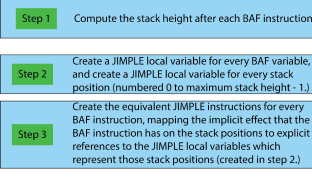 Step 1
Compute the stack height after each BAF instruction
Step 2
Create a JIMPLE local variable for every BAF variable,
and create a JIMPLE local variable for every stack
position (numbered 0 to maximum stack height - 1.)
Step 3
Create the equivalent JIMPLE instructions for every
BAF instruction, mapping the implicit effect that the
BAF instruction has on the stack positions to explicit
references to the JIMPLE local variables which
represent those stack positions (created in step 2.)